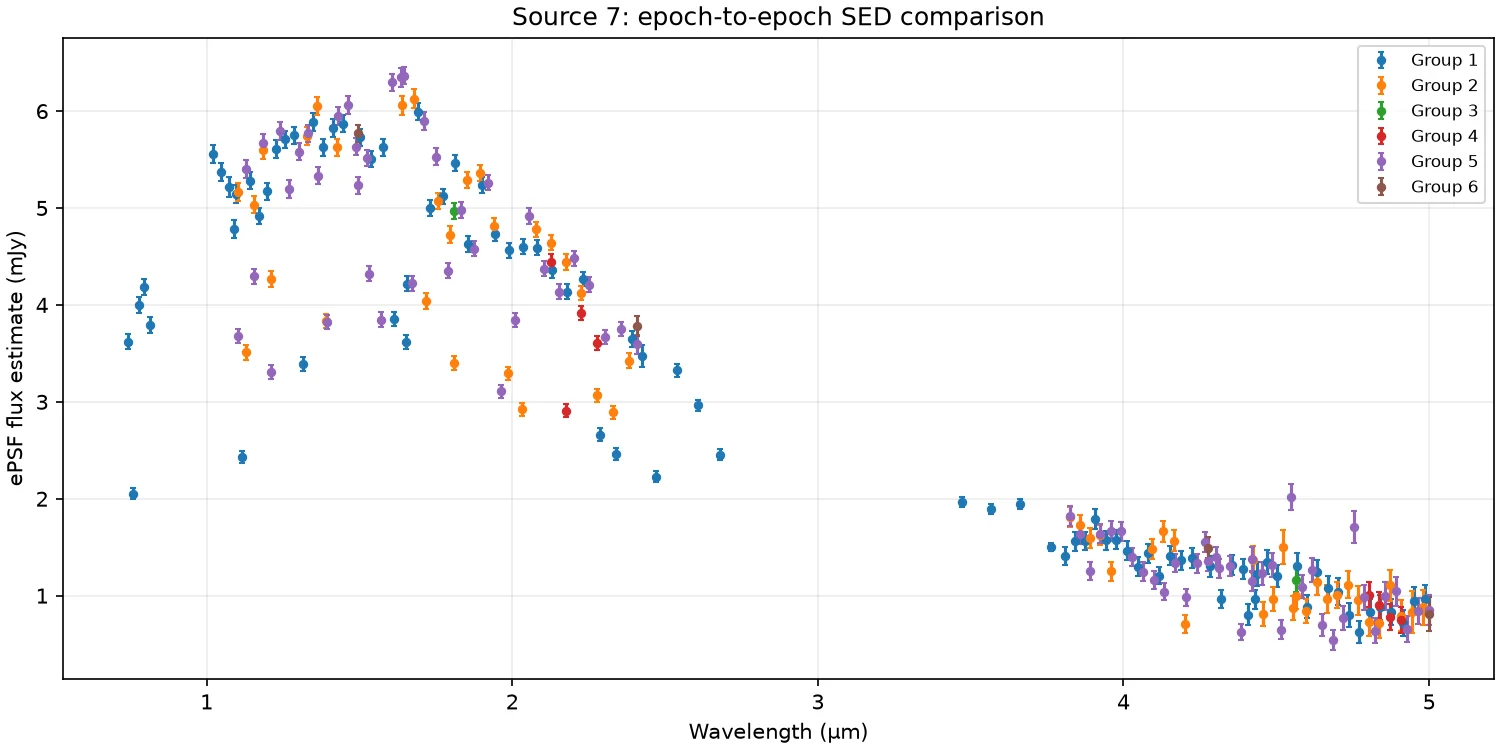 Source 7: epoch-to-epoch SED comparison
Group 1
Group 2
Group 3
Group 4
Group 5
Group 6
ePSF flux estimate (mJy)
6
5
4
3
2
1
1 2 3 4 5
Wavelength (μm)